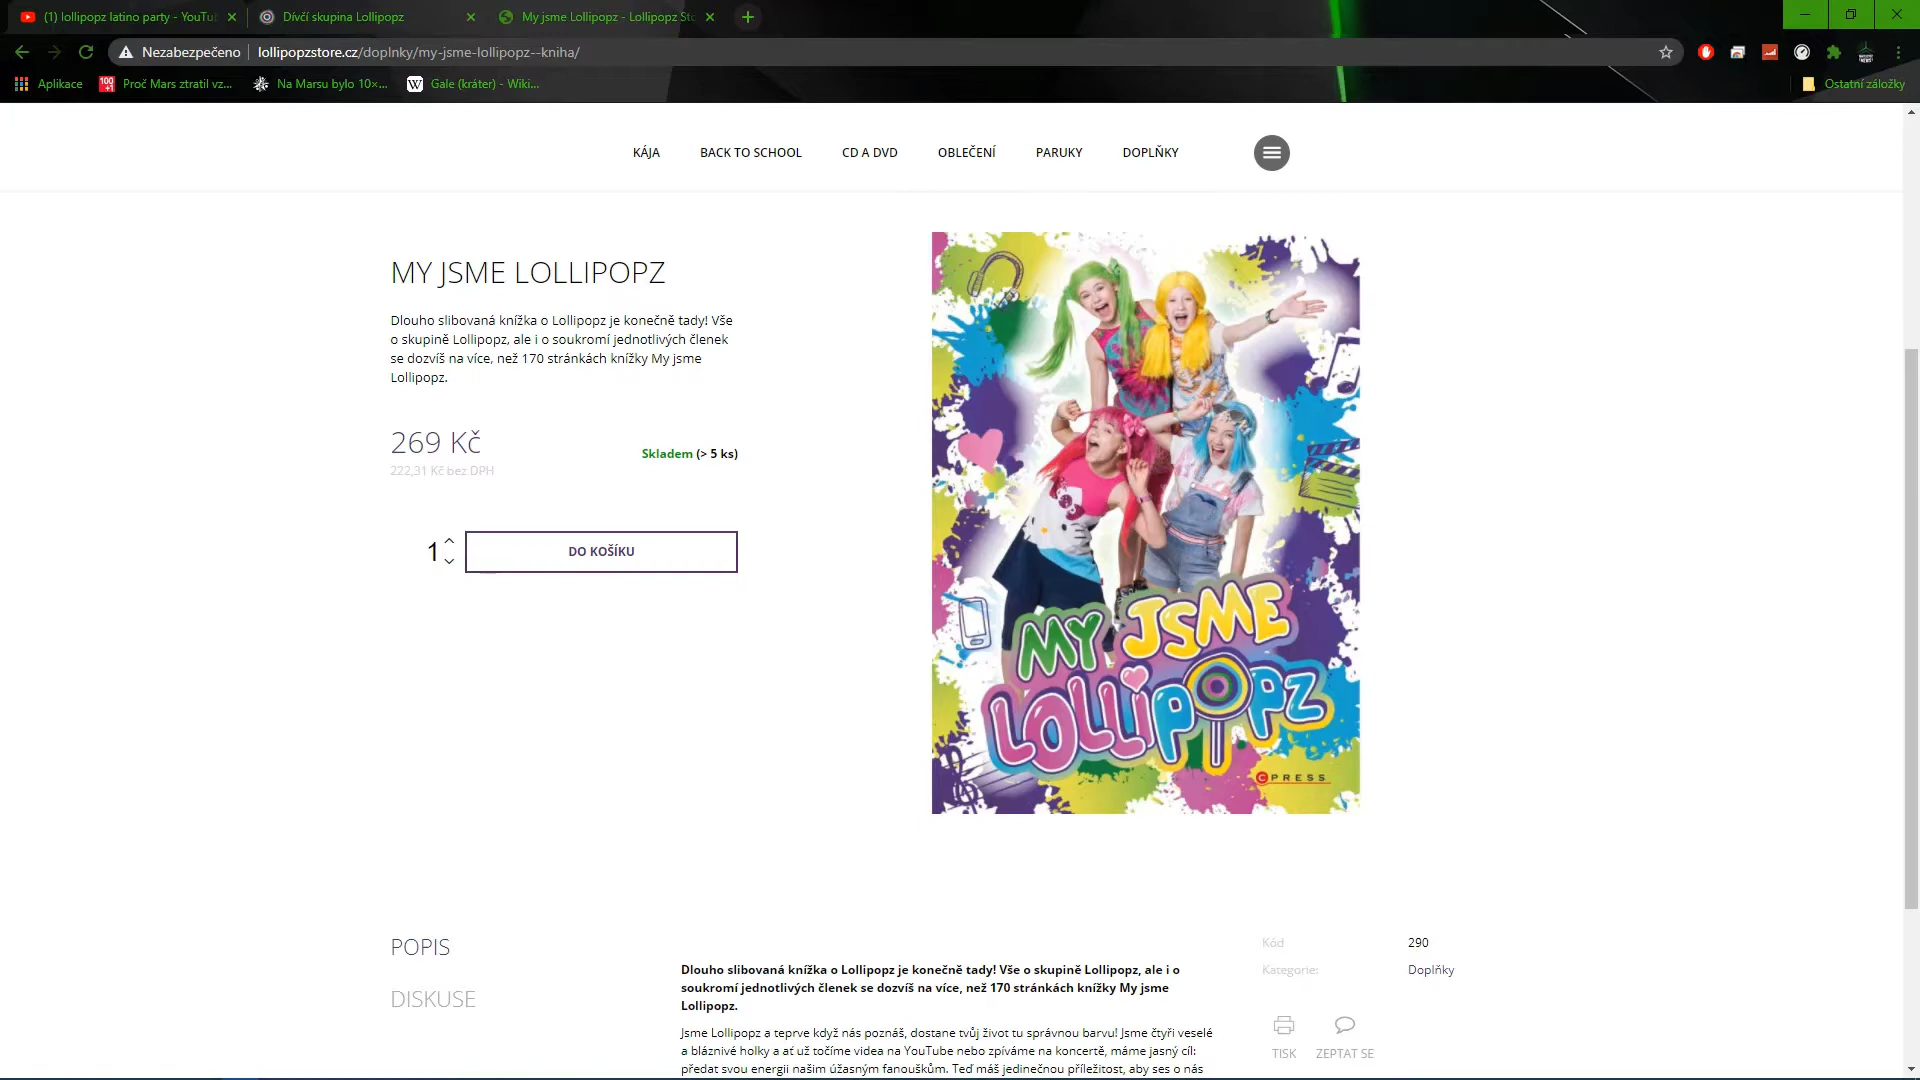 (1) lollipopz latino party - YouTu
Dívčí skupina Lollipopz
My jsme Lollipopz - Lollipopz Sto
Nezabezpečeno
lollipopzstore.cz/doplnky/my-jsme-lollipopz--kniha/
Aplikace
100+1
Proč Mars ztratil vz...
Na Marsu bylo 10×...
W
Gale (kráter) - Wiki...
Ostatní záložky
KÁJA
BACK TO SCHOOL
CD A DVD
OBLEČENÍ
PARUKY
DOPLŇKY
MY JSME LOLLIPOPZ
Dlouho slibovaná knížka o Lollipopz je konečně tady! Vše
o skupině Lollipopz, ale i o soukromí jednotlivých členek
se dozvíš na více, než 170 stránkách knížky My jsme
Lollipopz.
269 Kč
222,31 Kč bez DPH
Skladem (> 5 ks)
1
DO KOŠÍKU
MY JSME
LOLLIPOPZ
CPRESS
POPIS
DISKUSE
Dlouho slibovaná knížka o Lollipopz je konečně tady! Vše o skupině Lollipopz, ale i o
soukromí jednotlivých členek se dozvíš na více, než 170 stránkách knížky My jsme
Lollipopz.
Jsme Lollipopz a teprve když nás poznáš, dostane tvůj život tu správnou barvu! Jsme čtyři veselé
a bláznivé holky a ať už točíme videa na YouTube nebo zpíváme na koncertě, máme jasný cíl:
předat svou energii našim úžasným fanouškům. Teď máš jedinečnou příležitost, aby ses o nás
Kód
290
Kategorie:
Doplňky
TISK
ZEPTAT SE